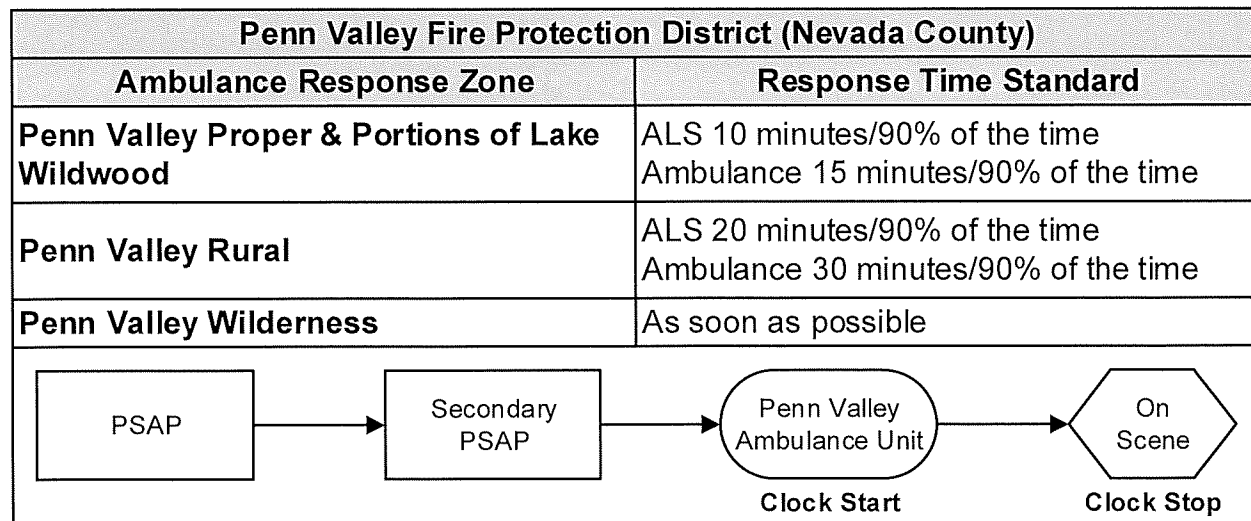 Penn Valley Fire Protection District (Nevada County)
Ambulance Response Zone
Response Time Standard
Penn Valley Proper & Portions of Lake
Wildwood
ALS 10 minutes/90% of the time
Ambulance 15 minutes/90% of the time
Penn Valley Rural
ALS 20 minutes/90% of the time
Ambulance 30 minutes/90% of the time
Penn Valley Wilderness
As soon as possible
PSAP
Secondary
PSAP
Penn Valley
Ambulance Unit
On
Scene
Clock Start
Clock Stop